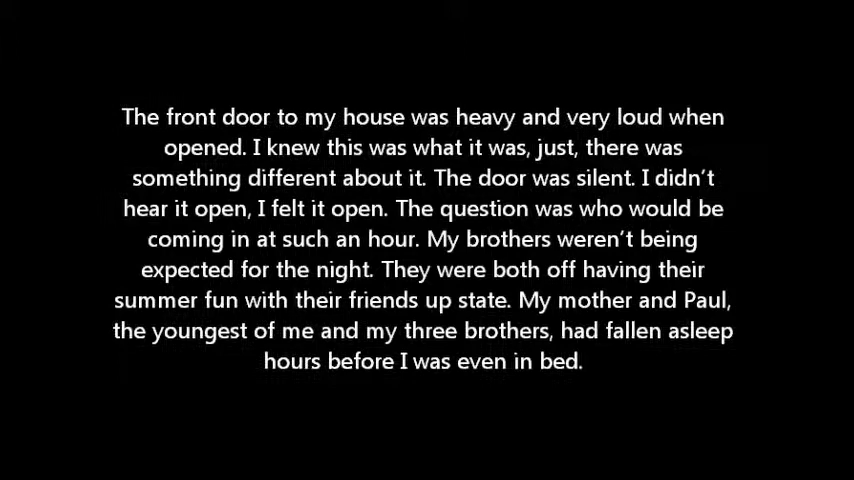 The front door to my house was heavy and very loud when
opened. I knew this was what it was, just, there was
something different about it. The door was silent. I didn't
hear it open, I felt it open. The question was who would be
coming in at such an hour. My brothers weren't being
expected for the night. They were both off having their
summer fun with their friends up state. My mother and Paul,
the youngest of me and my three brothers, had fallen asleep
hours before I was even in bed.